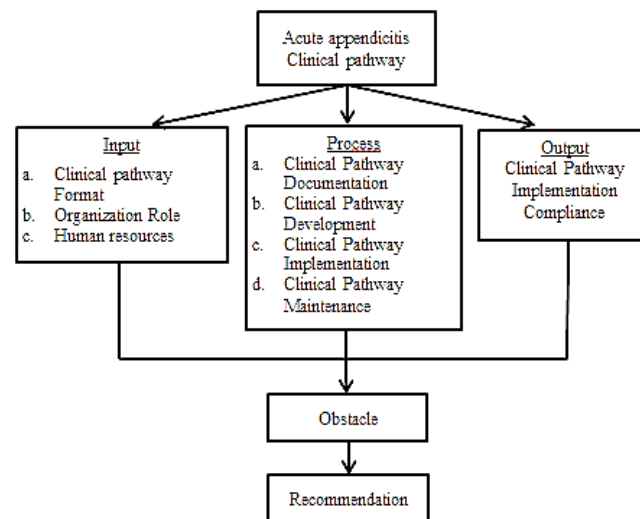 Acute appendicitis
Clinical pathway
Input
a. Clinical pathway
Format
b. Organization Role
c. Human resources
Process
a. Clinical Pathway
Documentation
b. Clinical Pathway
Development
c. Clinical Pathway
Implementation
d. Clinical Pathway
Maintenance
Output
Clinical Pathway
Implementation
Compliance
Obstacle
Recommendation